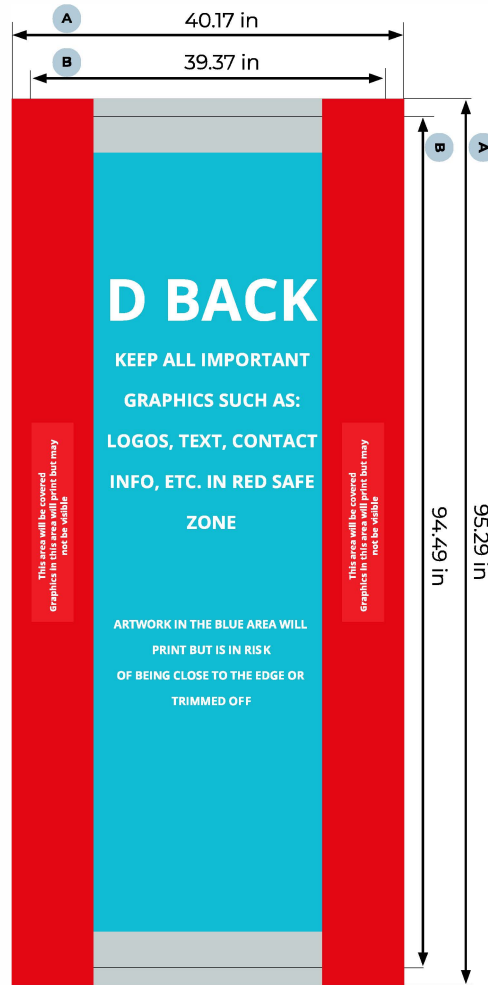 A
40.17 in
B
39.37 in
B
A
D BACK
KEEP ALL IMPORTANT
GRAPHICS SUCH AS:
LOGOS, TEXT, CONTACT
INFO, ETC. IN RED SAFE
ZONE
This area will be covered
Graphics in this area will print but may
not be visible
This area will be covered
Graphics in this area will print but may
not be visible
94.49 in
95.29 in
ARTWORK IN THE BLUE AREA WILL
PRINT BUT IS IN RISK
OF BEING CLOSE TO THE EDGE OR
TRIMMED OFF